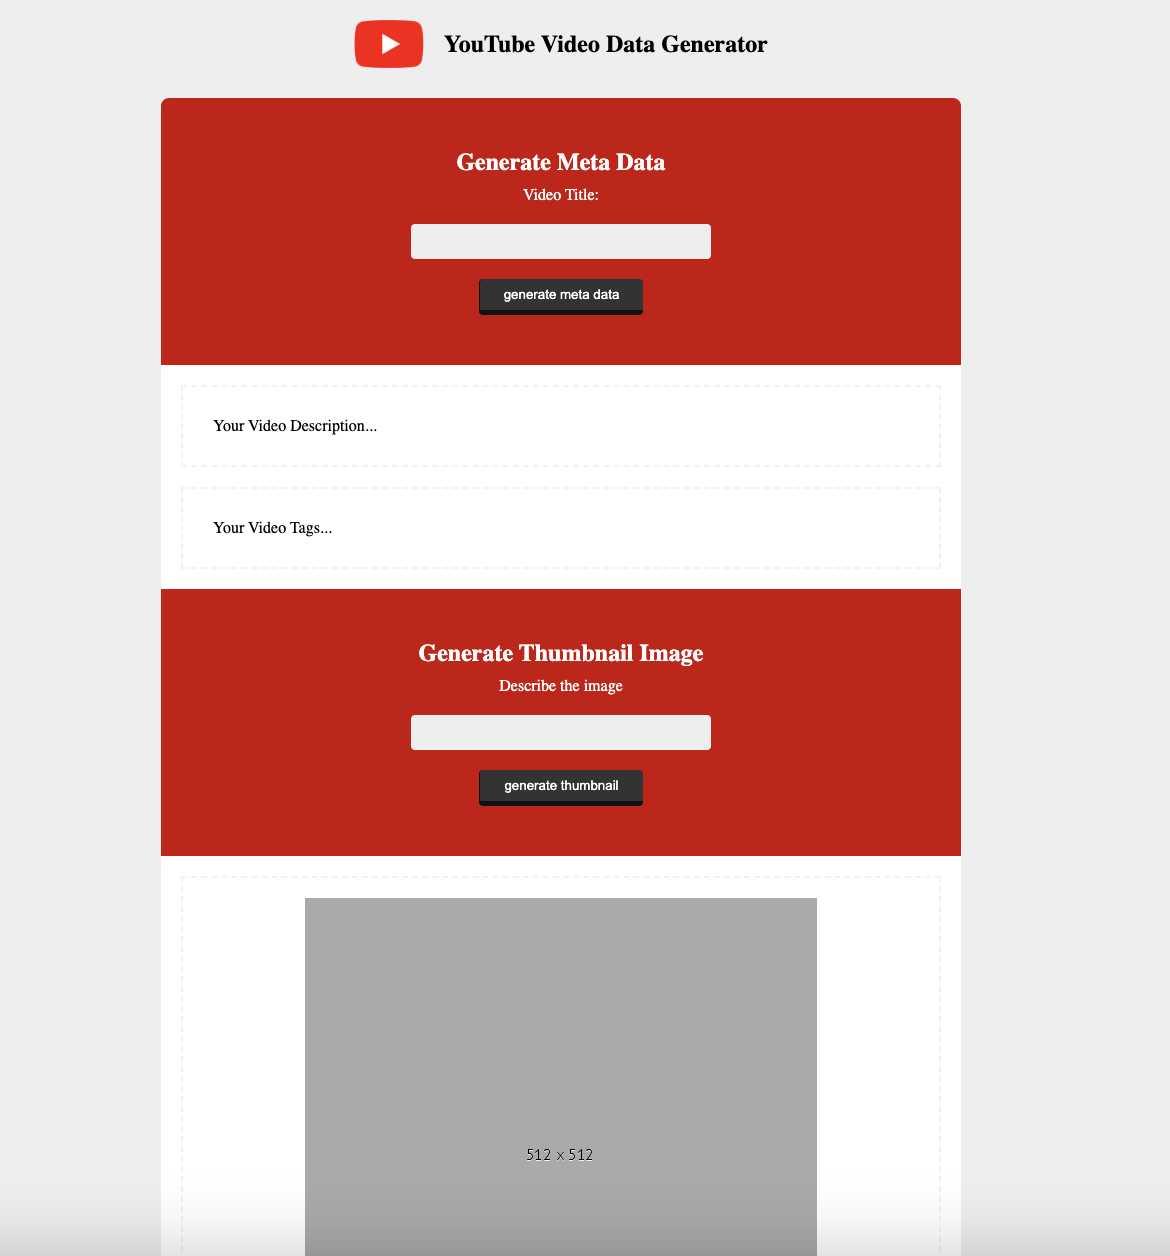 YouTube Video Data Generator
Generate Meta Data
Video Title:
generate meta data
Your Video Description...
Your Video Tags...
Generate Thumbnail Image
Describe the image
generate thumbnail
512 x 512